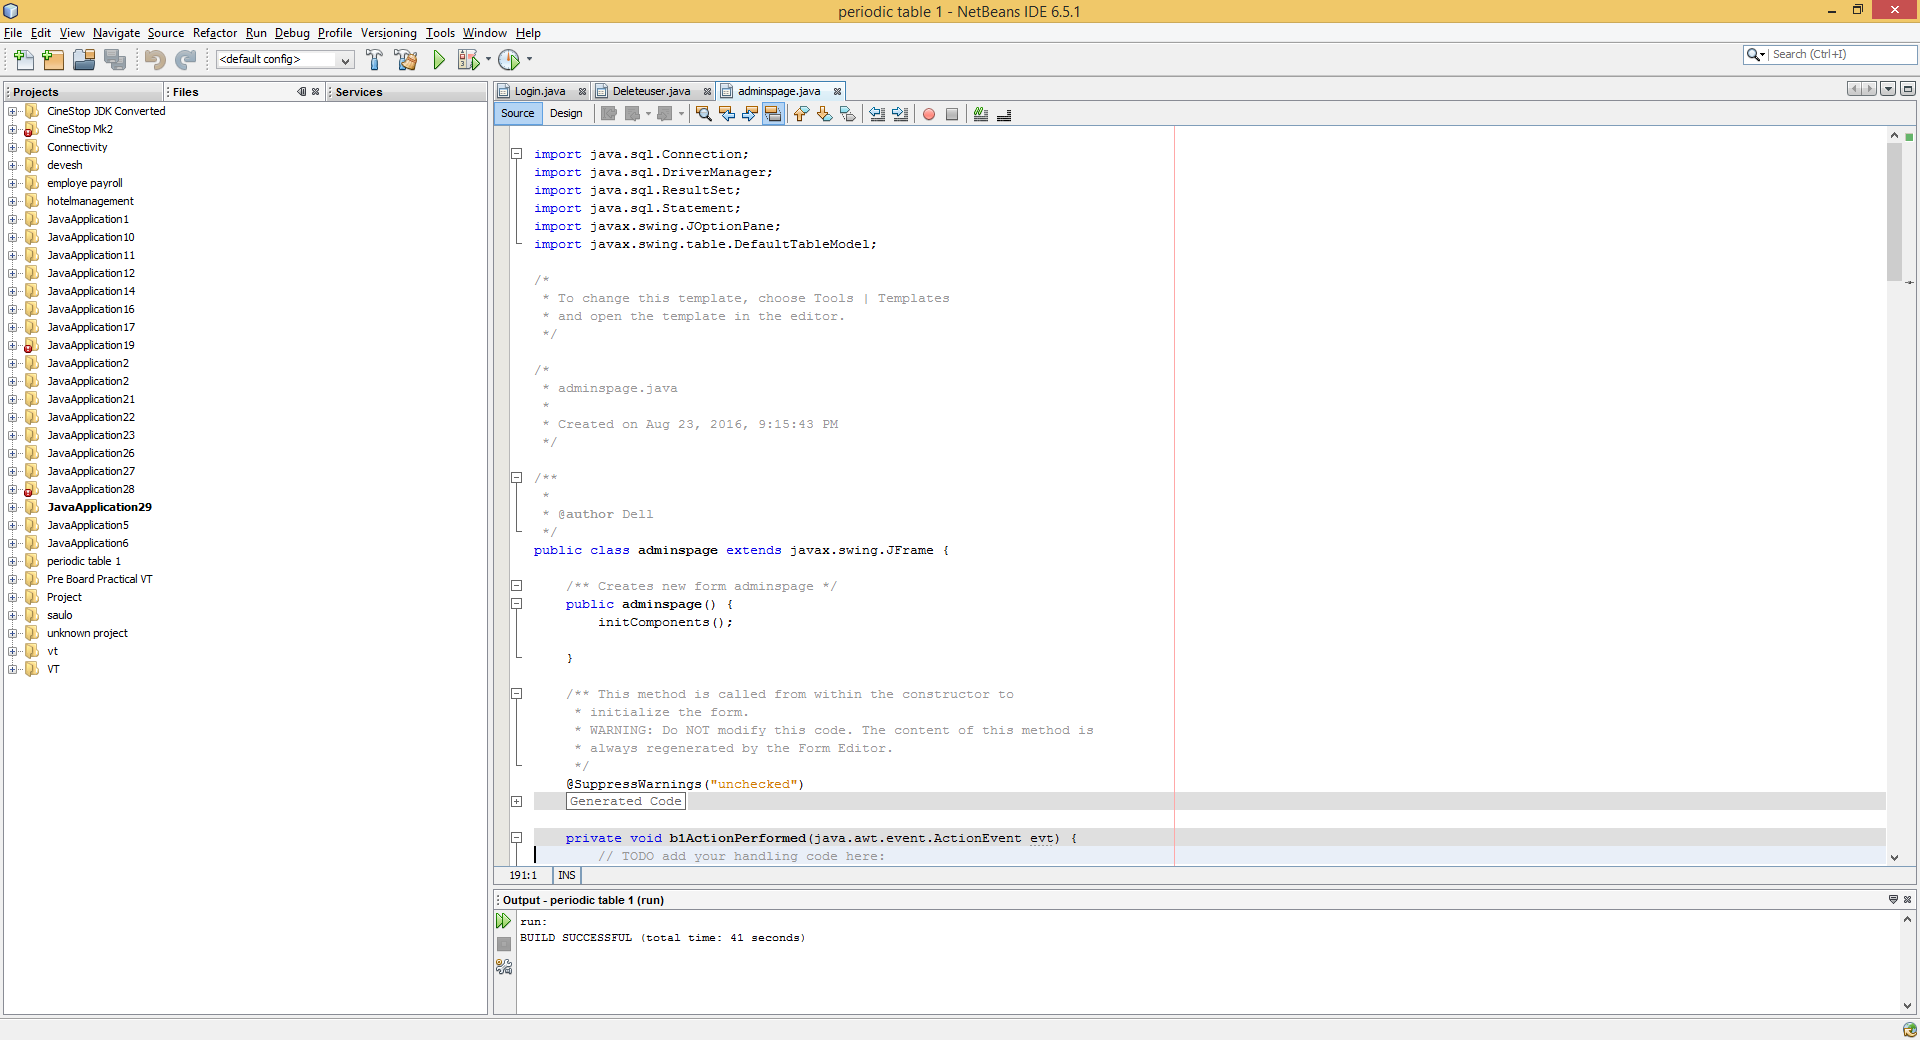 periodic table 1 - NetBeans IDE 6.5.1
File Edit View Navigate Source Refactor Run Debug Profile Versioning Tools Window Help
<default config>
Search (Ctrl+I)
Projects
Files
Services
CineStop JDK Converted
CineStop Mk2
Connectivity
devesh
employe payroll
hotelmanagement
JavaApplication1
JavaApplication10
JavaApplication11
JavaApplication12
JavaApplication14
JavaApplication16
JavaApplication17
JavaApplication19
JavaApplication2
JavaApplication2
JavaApplication21
JavaApplication22
JavaApplication23
JavaApplication26
JavaApplication27
JavaApplication28
JavaApplication29
JavaApplication5
JavaApplication6
periodic table 1
Pre Board Practical VT
Project
saulo
unknown project
vt
VT
Login.java
Deleteuser.java
adminspage.java
Source Design
import java.sql.Connection;
import java.sql.DriverManager;
import java.sql.ResultSet;
import java.sql.Statement;
import javax.swing.JOptionPane;
import javax.swing.table.DefaultTableModel;
/*
 * To change this template, choose Tools | Templates
 * and open the template in the editor.
 */
/*
 * adminspage.java
 *
 * Created on Aug 23, 2016, 9:15:43 PM
 */
/**
 *
 * @author Dell
 */
public class adminspage extends javax.swing.JFrame {
    /** Creates new form adminspage */
    public adminspage() {
        initComponents();
    }
    /** This method is called from within the constructor to
     * initialize the form.
     * WARNING: Do NOT modify this code. The content of this method is
     * always regenerated by the Form Editor.
     */
    @SuppressWarnings("unchecked")
    Generated Code
    private void b1ActionPerformed(java.awt.event.ActionEvent evt) {
        // TODO add your handling code here:
191:1 INS
Output - periodic table 1 (run)
run:
BUILD SUCCESSFUL (total time: 41 seconds)